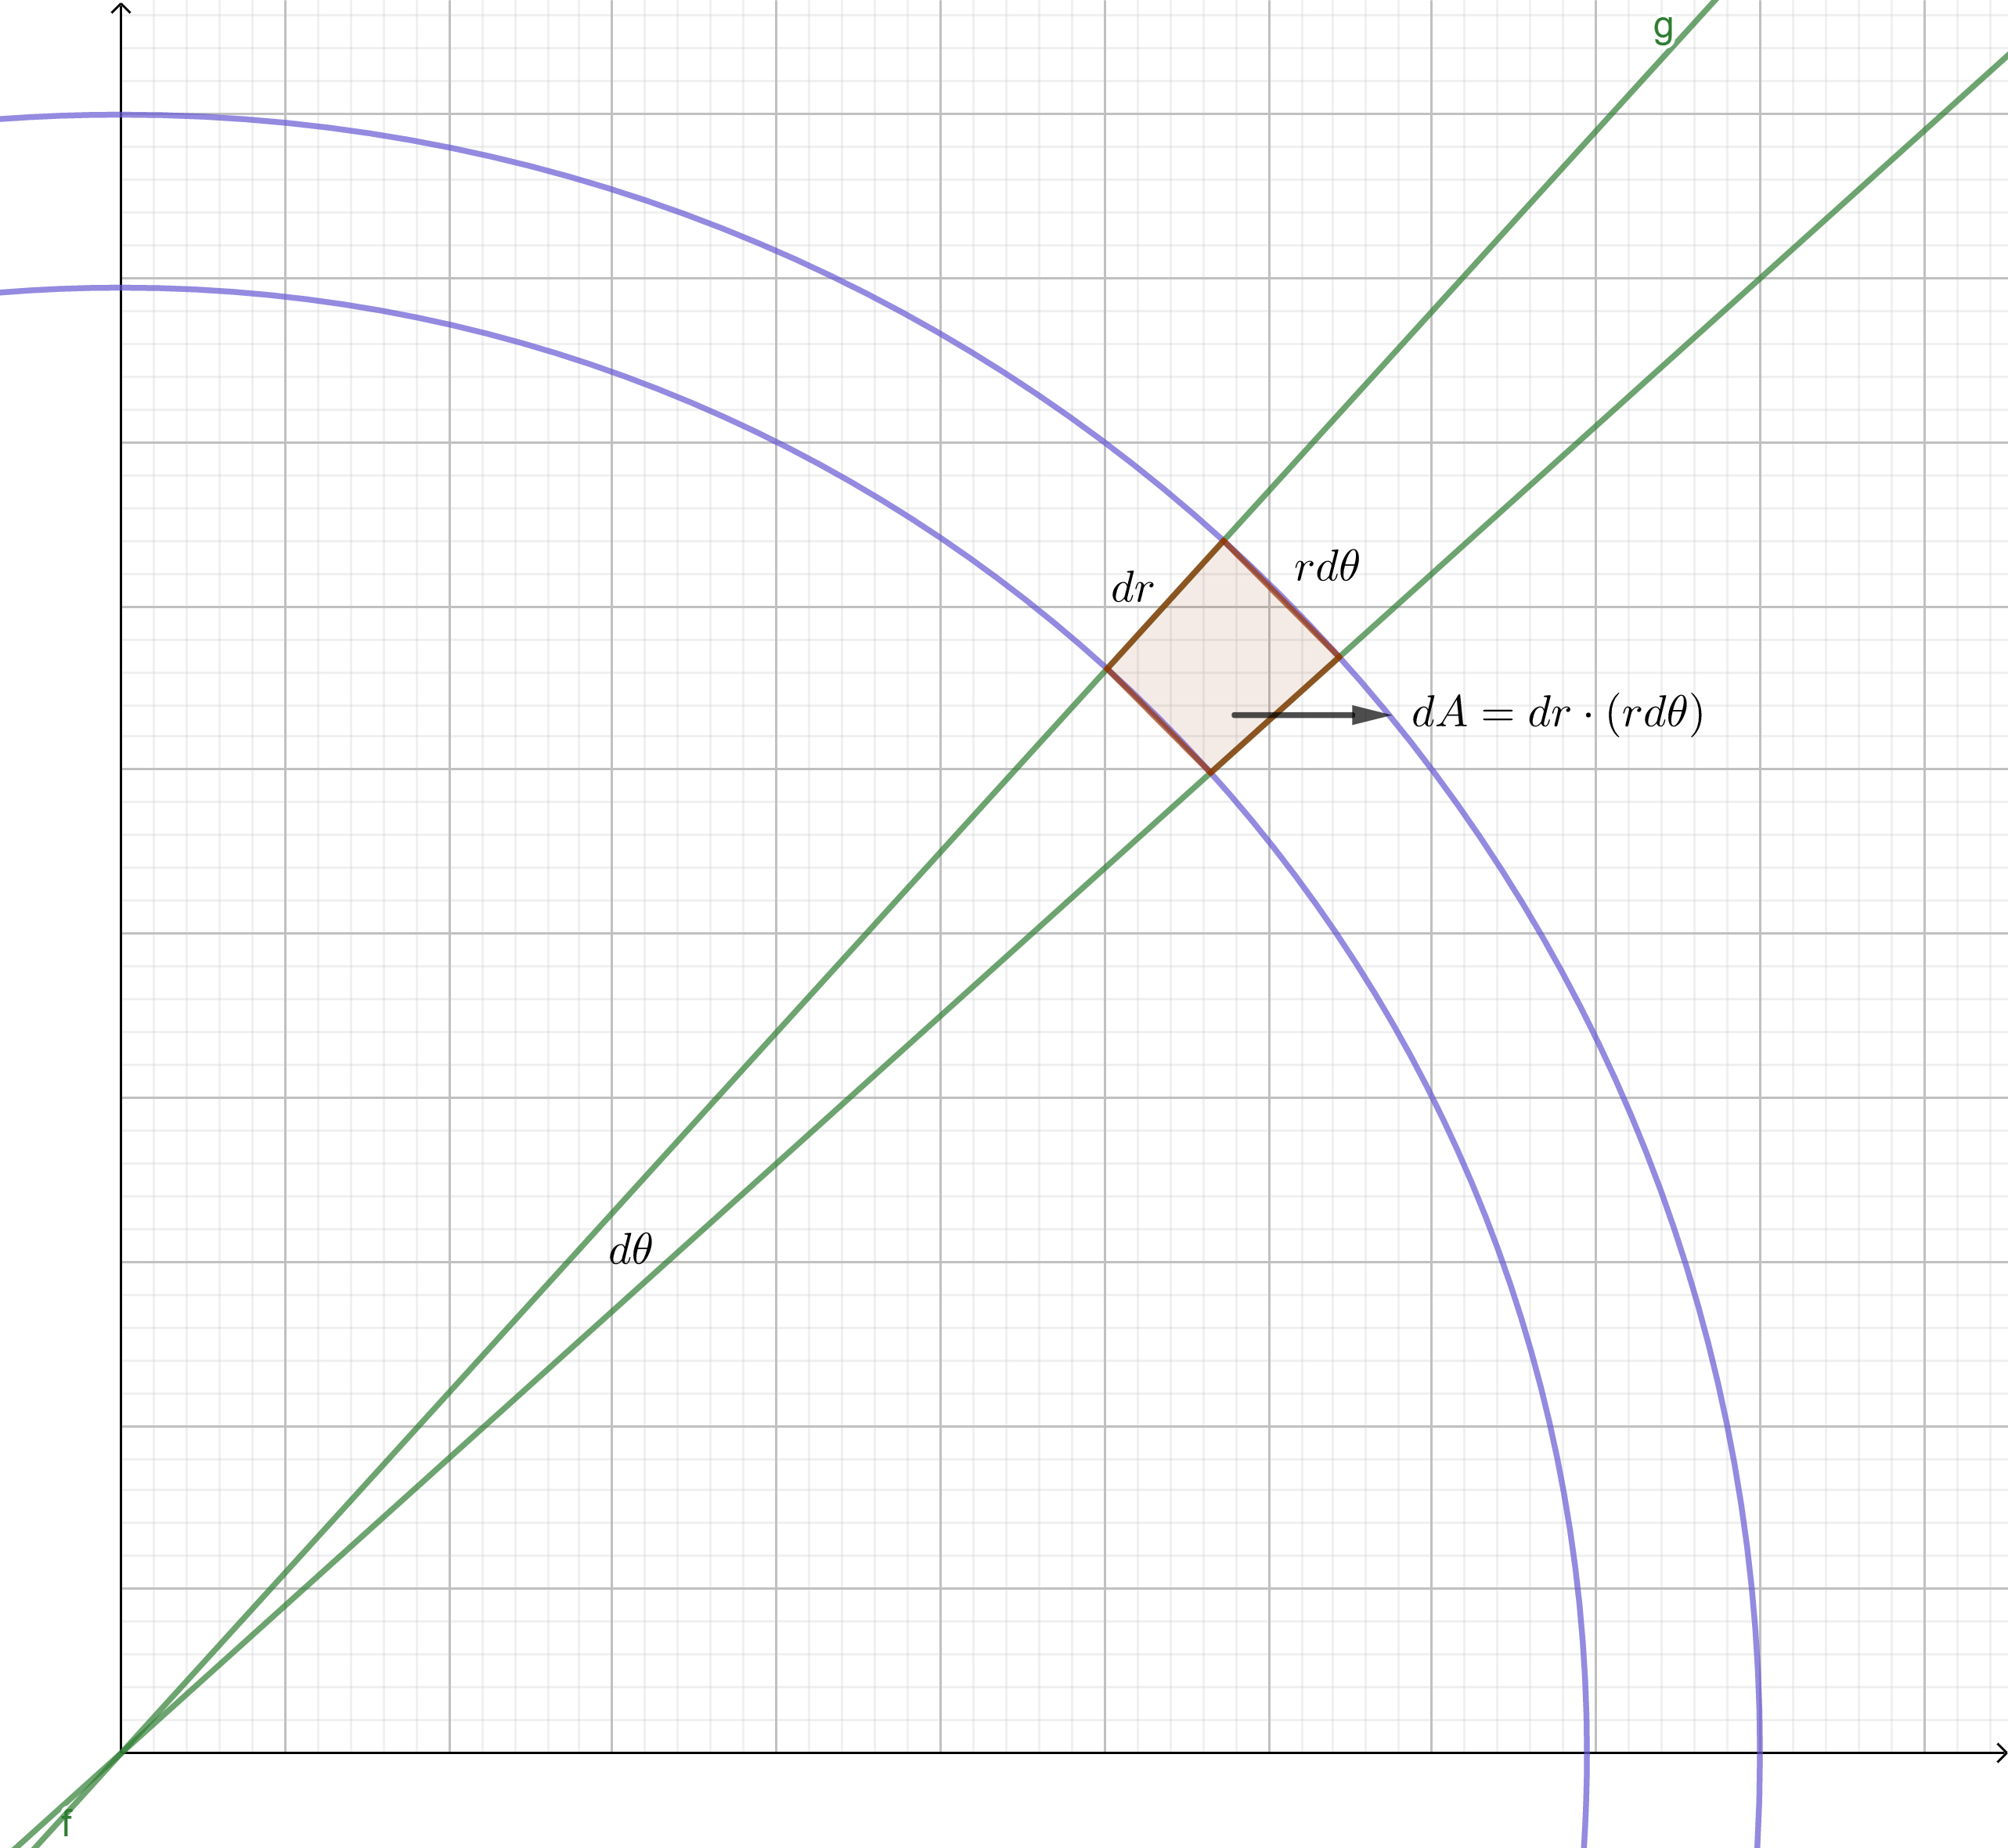 g
rdθ
dr
dA = dr · (rdθ)
dθ
f